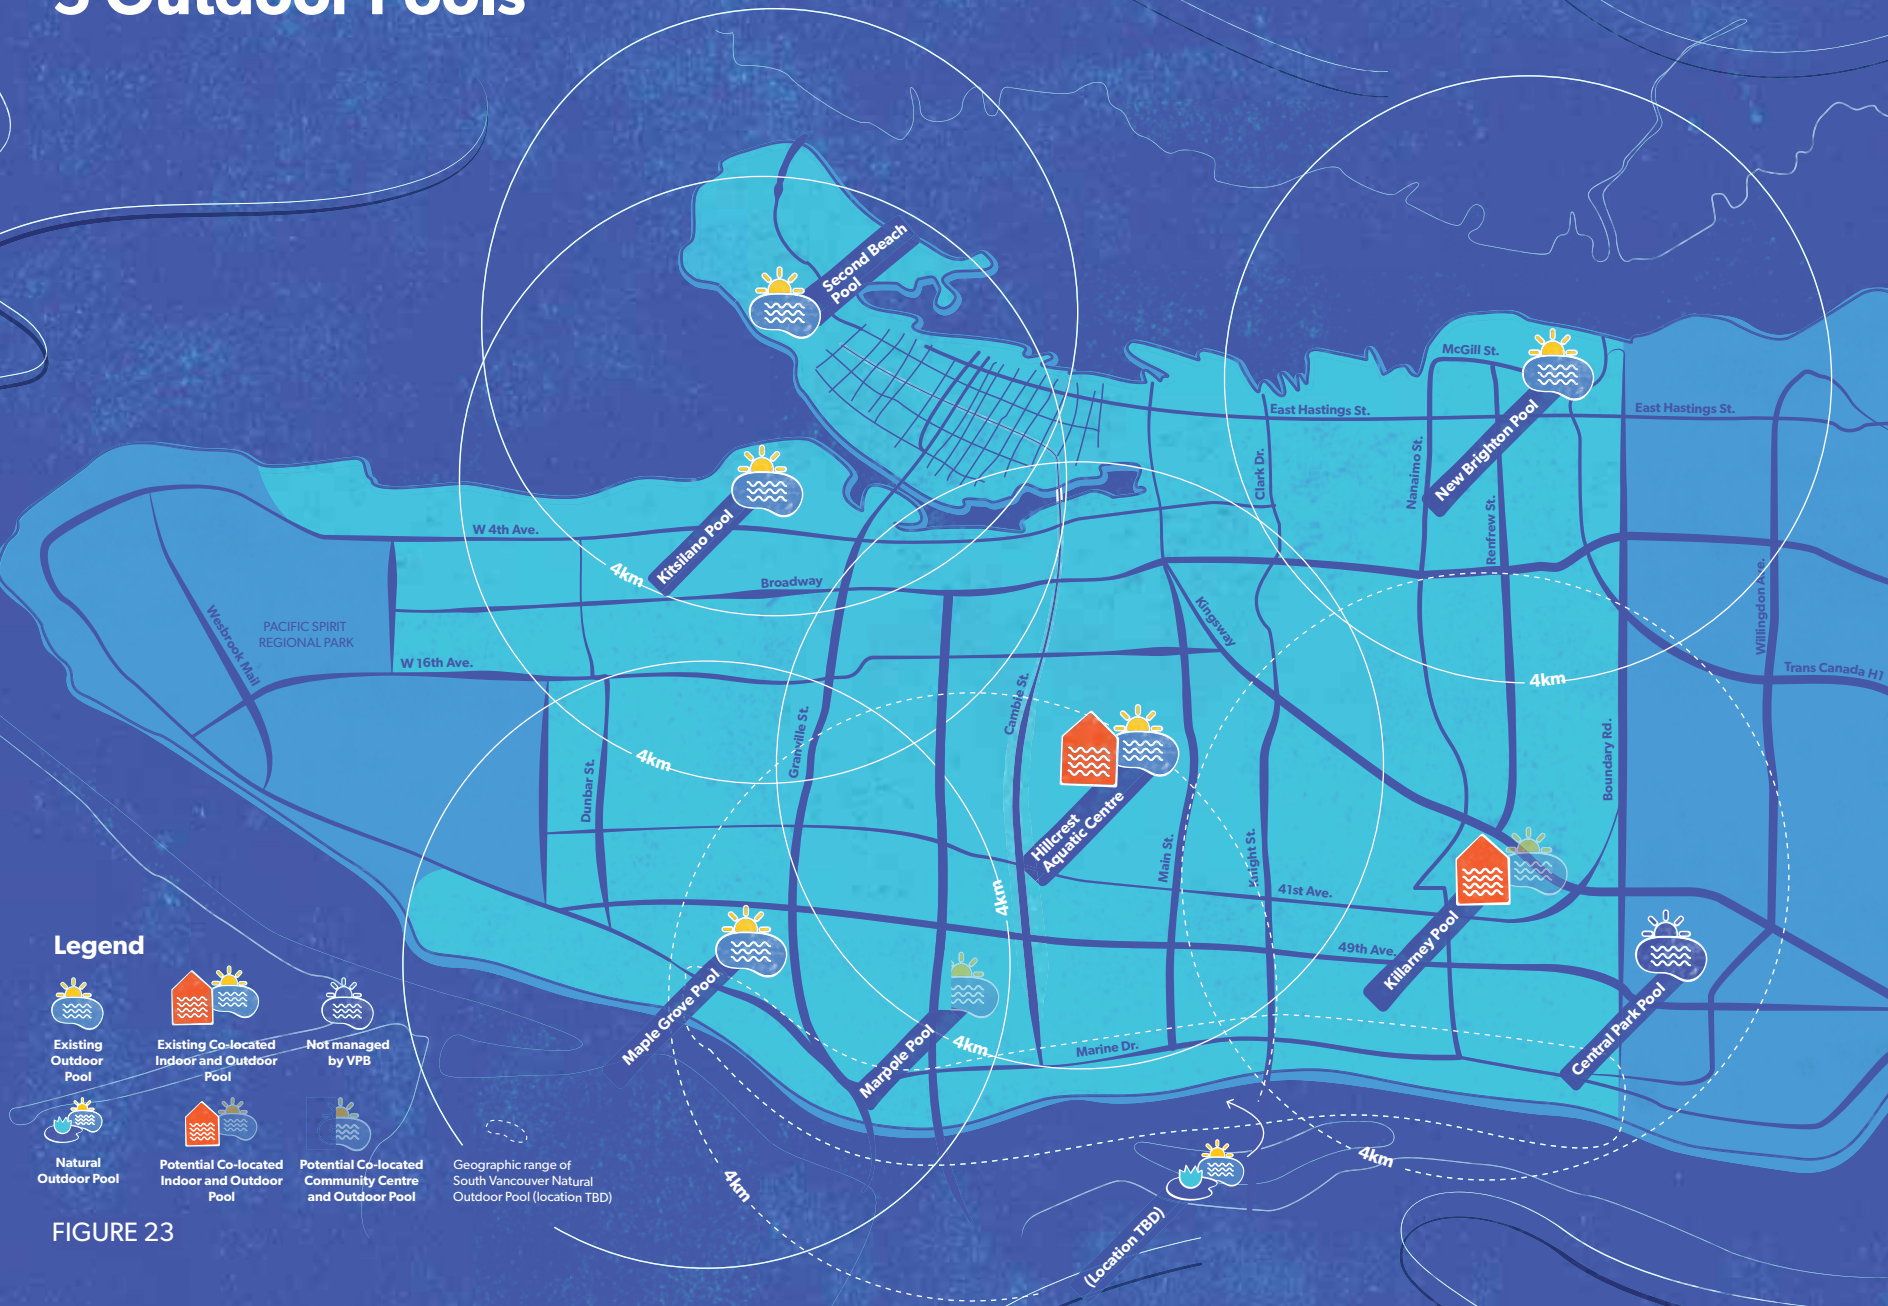 Outdoor Pools
Second Beach
Pool
McGill St.
East Hastings St.
East Hastings St.
New Brighton Pool
Nanaimo St.
Clark Dr.
Renfrew St.
W 4th Ave.
Kitsilano Pool
4km
Broadway
Kingsway
Willingdon Ave.
Wesbrook Mall
PACIFIC SPIRIT
REGIONAL PARK
W 16th Ave.
4km
Trans Canada H1
4km
Granville St.
Cambie St.
Dunbar St.
Boundary Rd.
Hillcrest
Aquatic Centre
Main St.
Knight St.
4km
41st Ave.
49th Ave.
Killarney Pool
Central Park Pool
Maple Grove Pool
Marpole Pool
4km
Marine Dr.
4km
4km
(Location TBD)
Legend
Existing
Outdoor
Pool
Existing Co-located
Indoor and Outdoor
Pool
Not managed
by VPB
Natural
Outdoor Pool
Potential Co-located
Indoor and Outdoor
Pool
Potential Co-located
Community Centre
and Outdoor Pool
Geographic range of
South Vancouver Natural
Outdoor Pool (location TBD)
FIGURE 23